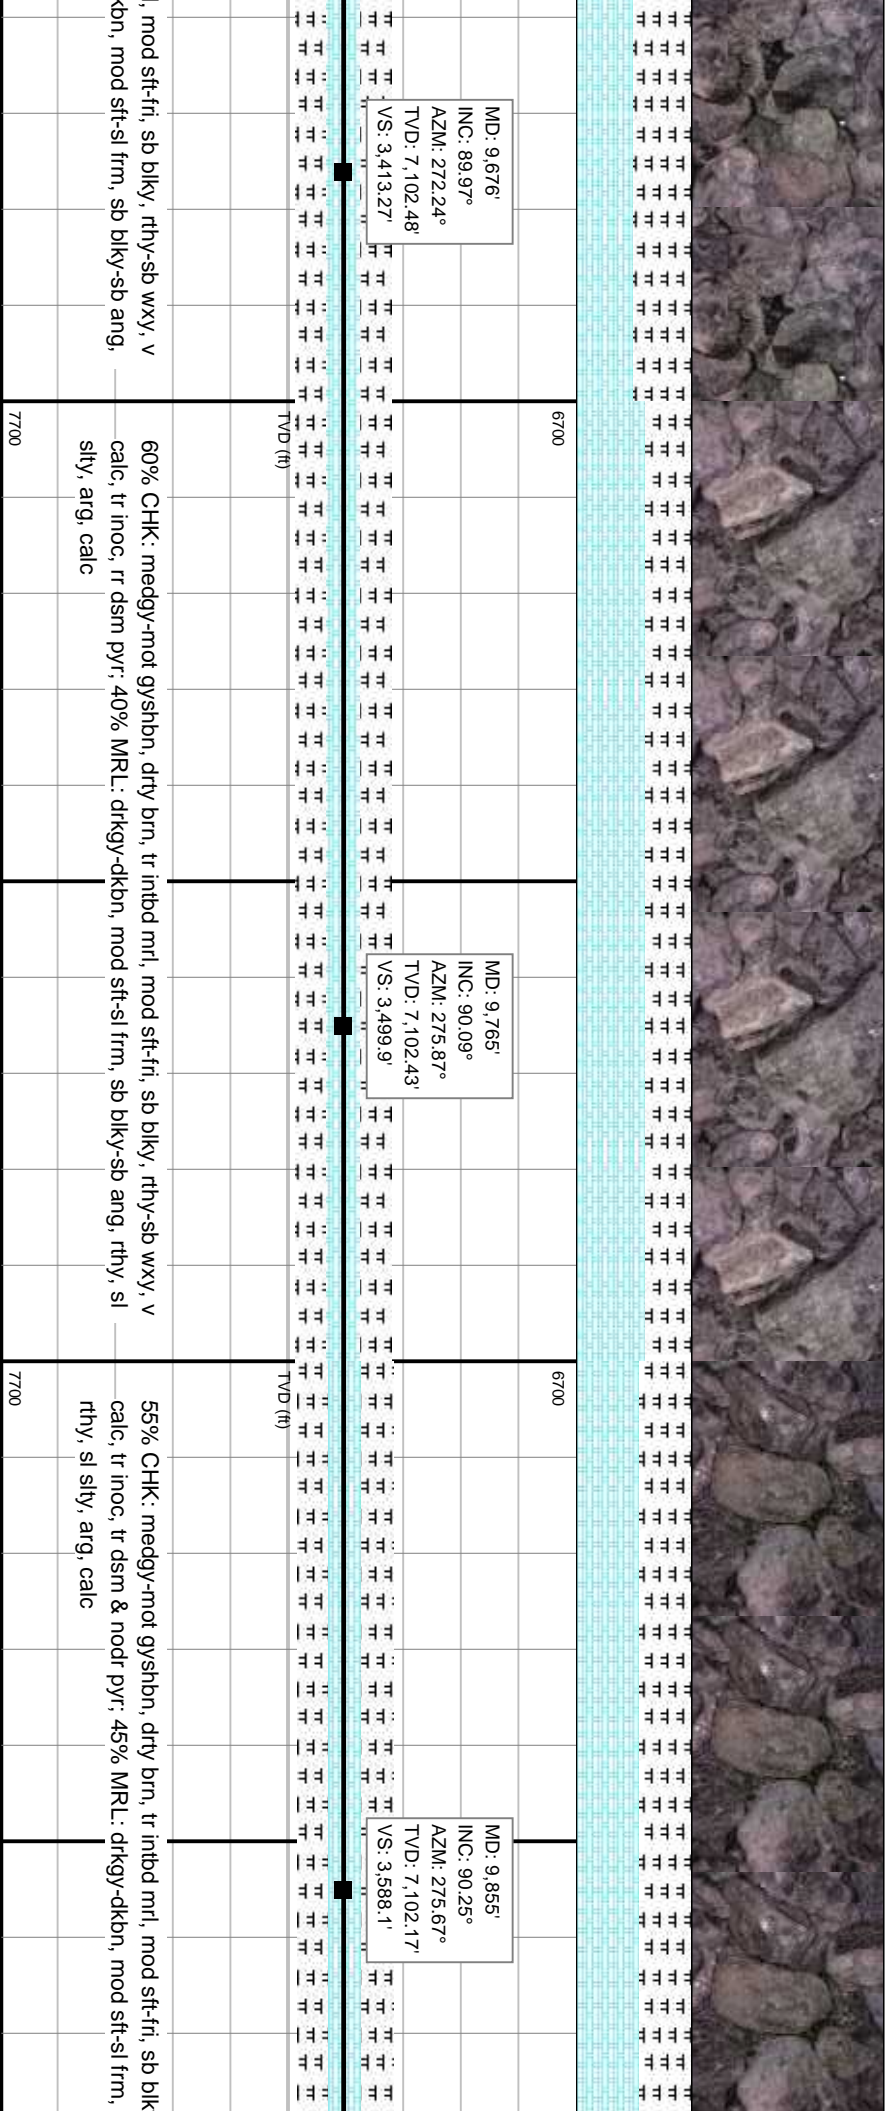 , mod sft-fri, sb blky, rthy-sb wxy, v
kbn, mod sft-sl frm, sb blky-sb ang,
MD: 9,676'
INC: 89.97°
AZM: 272.24°
TVD: 7,102.48'
VS: 3,413.27'
6700
TVD (ft)
7700
60% CHK: medgy-mot gyshbn, drty brn, tr intbd mrl, mod sft-fri, sb blky, rthy-sb wxy, v
calc, tr inoc, rr dsm pyr; 40% MRL: drkgy-dkbn, mod sft-sl frm, sb blky-sb ang, rthy, sl
slty, arg, calc
MD: 9,765'
INC: 90.09°
AZM: 275.87°
TVD: 7,102.43'
VS: 3,499.9'
6700
TVD (ft)
7700
55% CHK: medgy-mot gyshbn, drty brn, tr intbd mrl, mod sft-fri, sb blk
calc, tr inoc, tr dsm & nodr pyr; 45% MRL: drkgy-dkbn, mod sft-sl frm,
rthy, sl slty, arg, calc
MD: 9,855'
INC: 90.25°
AZM: 275.67°
TVD: 7,102.17'
VS: 3,588.1'